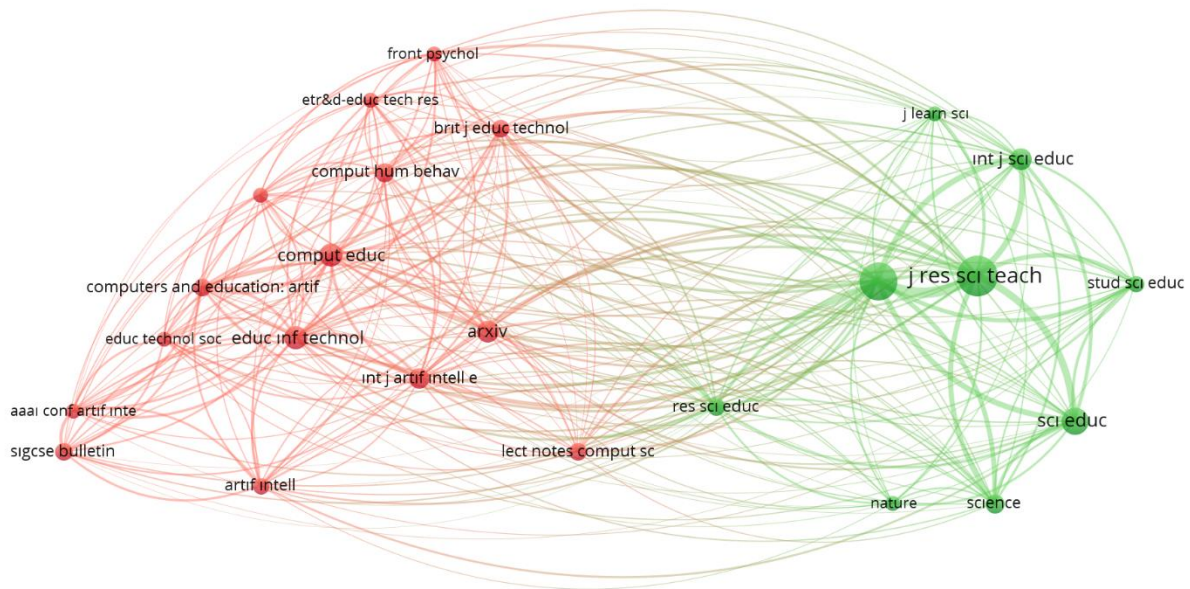 front psychol
etr&d-educ tech res
brıt j educ technol
j learn scı
ınt j scı educ
comput hum behav
comput educ
j res scı teach
computers and education: artıf
stud scı educ
educ technol soc
educ ınf technol
arxıv
ınt j artıf ıntell e
aaaı conf artıf ınte
res scı educ
scı educ
sıgcse bulletın
lect notes comput sc
artıf ıntell
nature
scıence